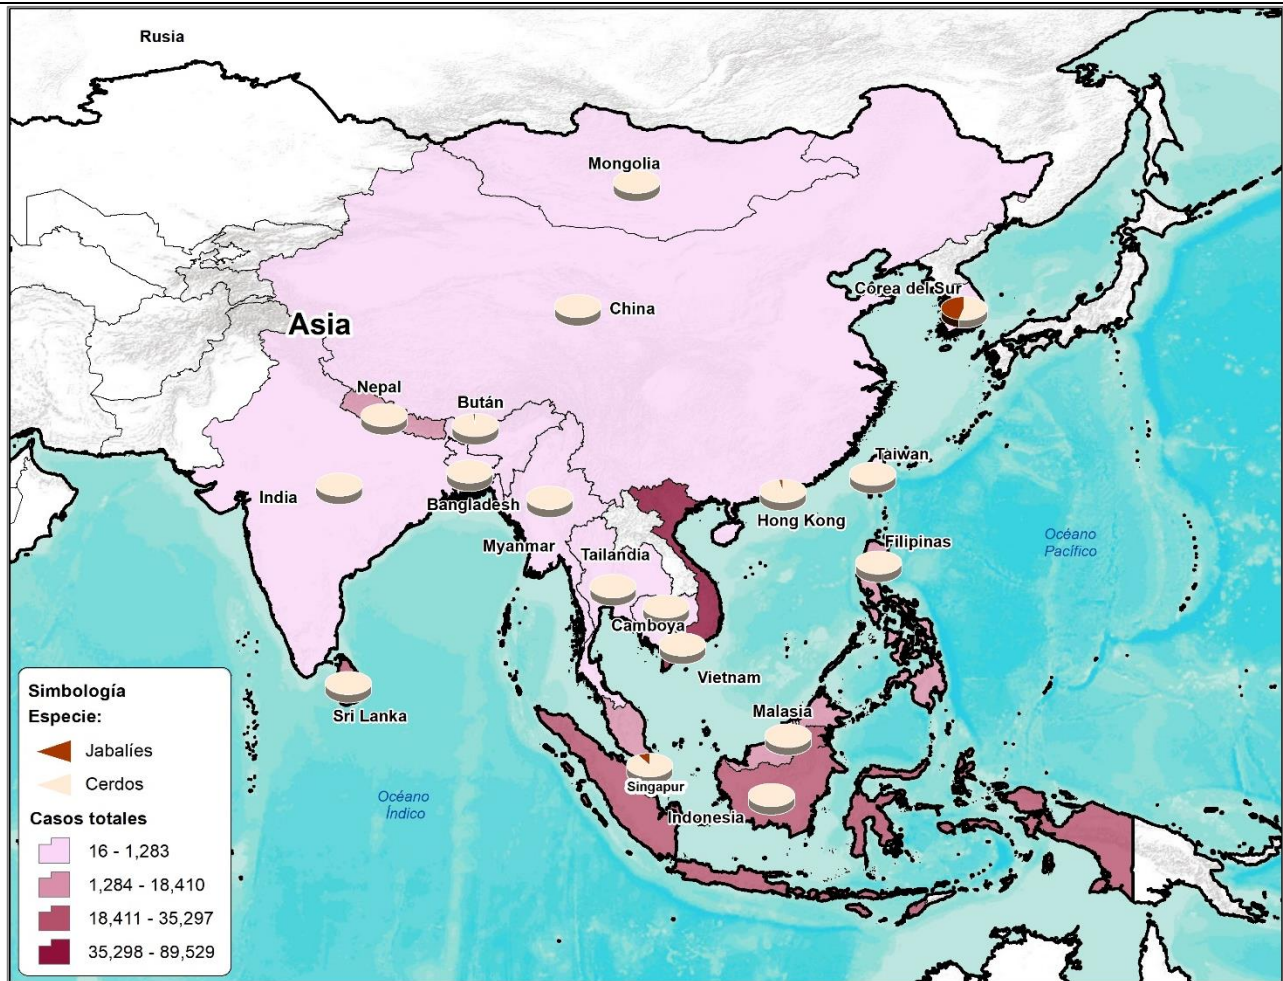 Rusia
Mongolia
China
Corea del Sur
Asia
Nepal
Bután
Taiwan
India
Bangladesh
Hong Kong
Myanmar
Tailandia
Filipinas
Océano
Pacífico
Camboya
Vietnam
Sri Lanka
Malasia
Singapur
Indonesia
Océano
Índico
Simbología
Especie:
Jabalíes
Cerdos
Casos totales
16 - 1,283
1,284 - 18,410
18,411 - 35,297
35,298 - 89,529